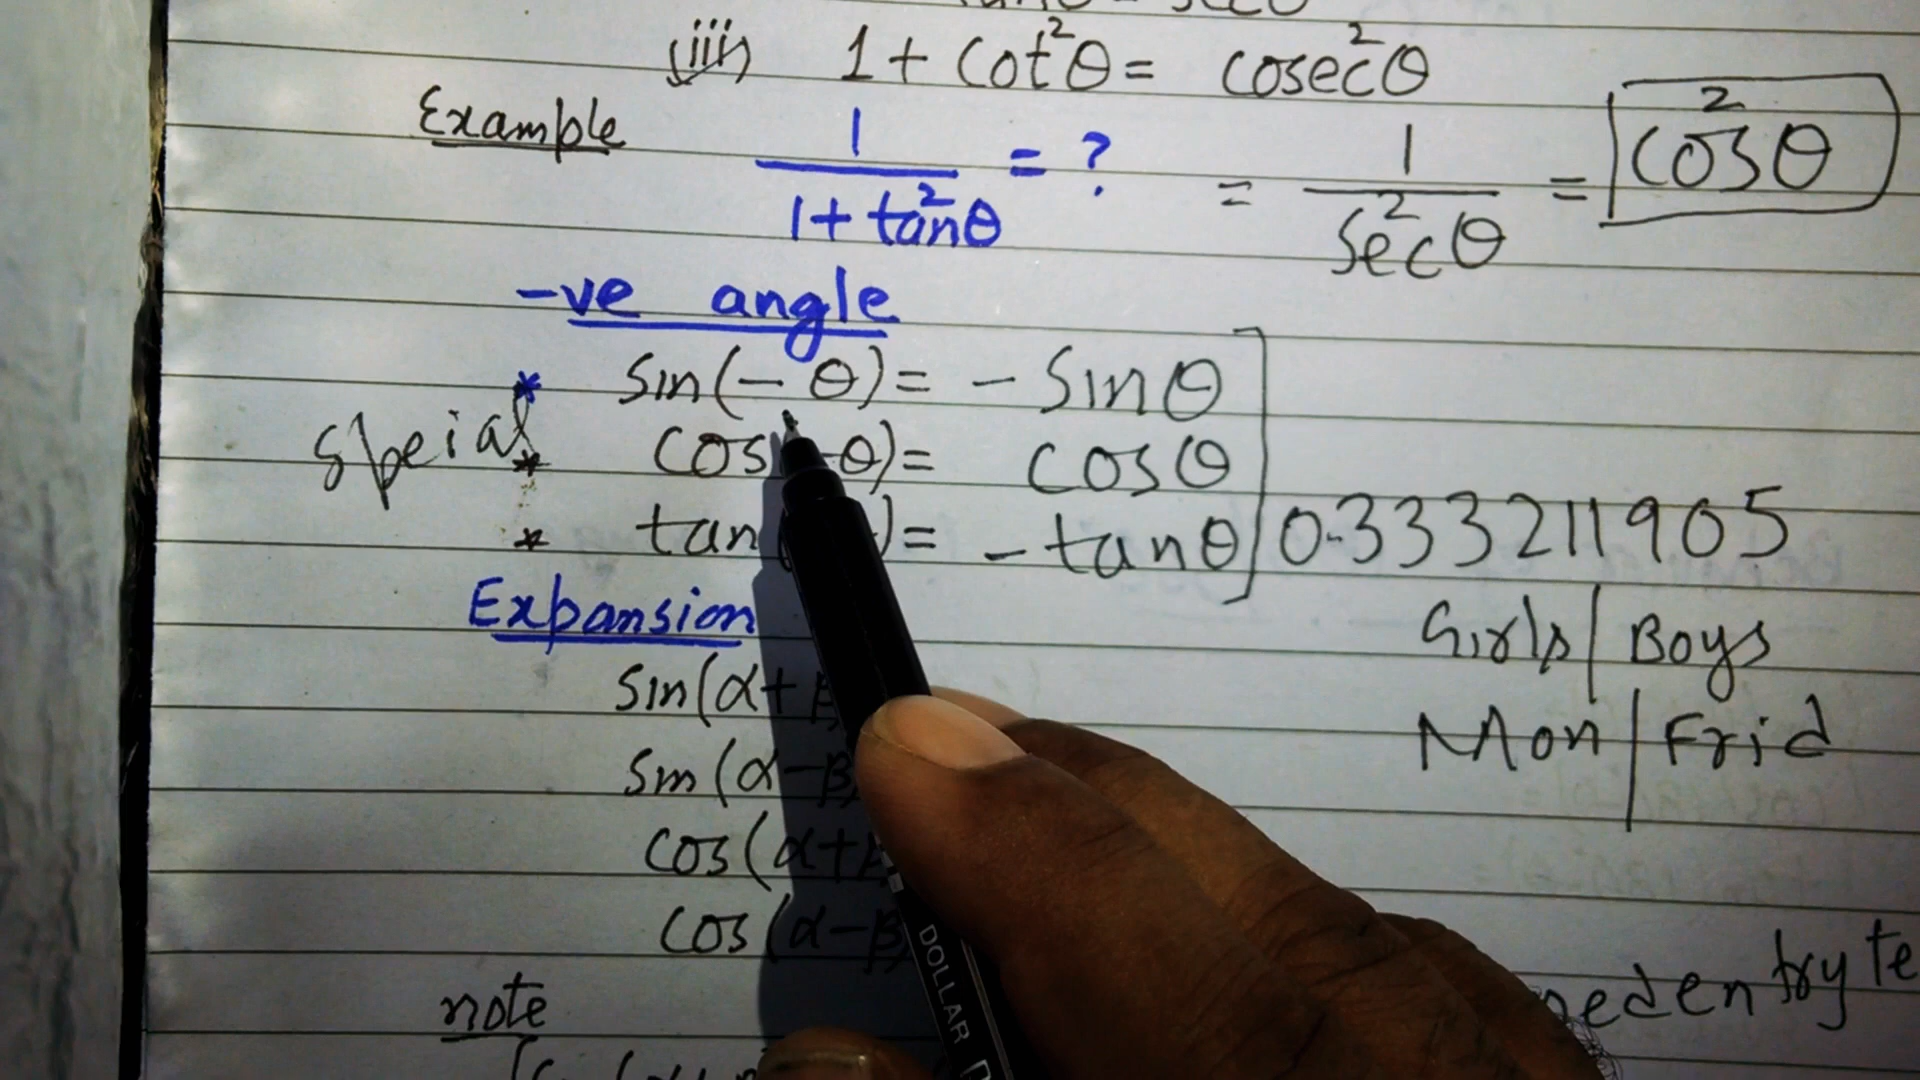 (iii) 1 + cot²θ = cosec²θ
Example 1/(1 + tan²θ) = ? = 1/sec²θ = cos²θ
-ve angle
* sin(-θ) = - sinθ
Speial * cos(-θ) = cosθ
* tan( ) = - tanθ 0333211905
Girls | Boys
Expansion
Mon | Frid
sin(α+β
sin(α-β
cos(α+β
cos(α-β)
DOLLAR
medentryte
note